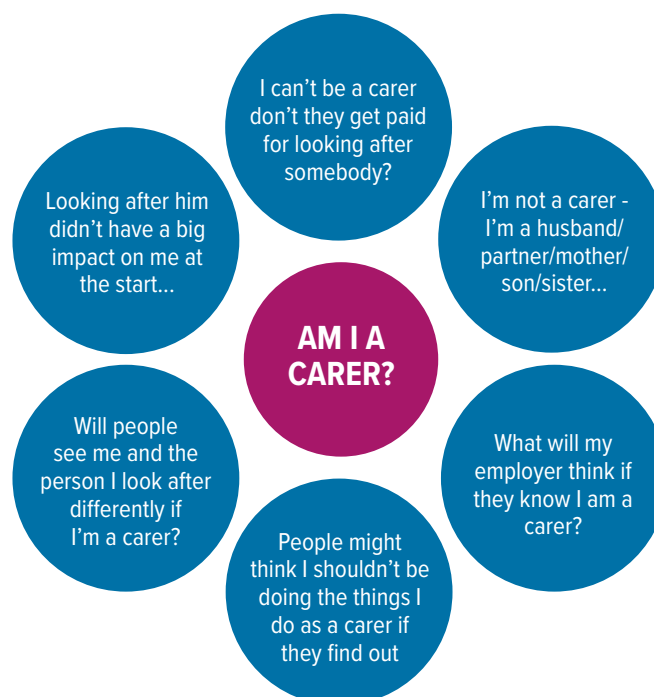 I can’t be a carer
don’t they get paid
for looking after
somebody?
Looking after him
didn’t have a big
impact on me at
the start...
I’m not a carer -
I’m a husband/
partner/mother/
son/sister...
AM I A
CARER?
Will people
see me and the
person I look after
differently if
I’m a carer?
What will my
employer think if
they know I am a
carer?
People might
think I shouldn’t be
doing the things I
do as a carer if
they find out